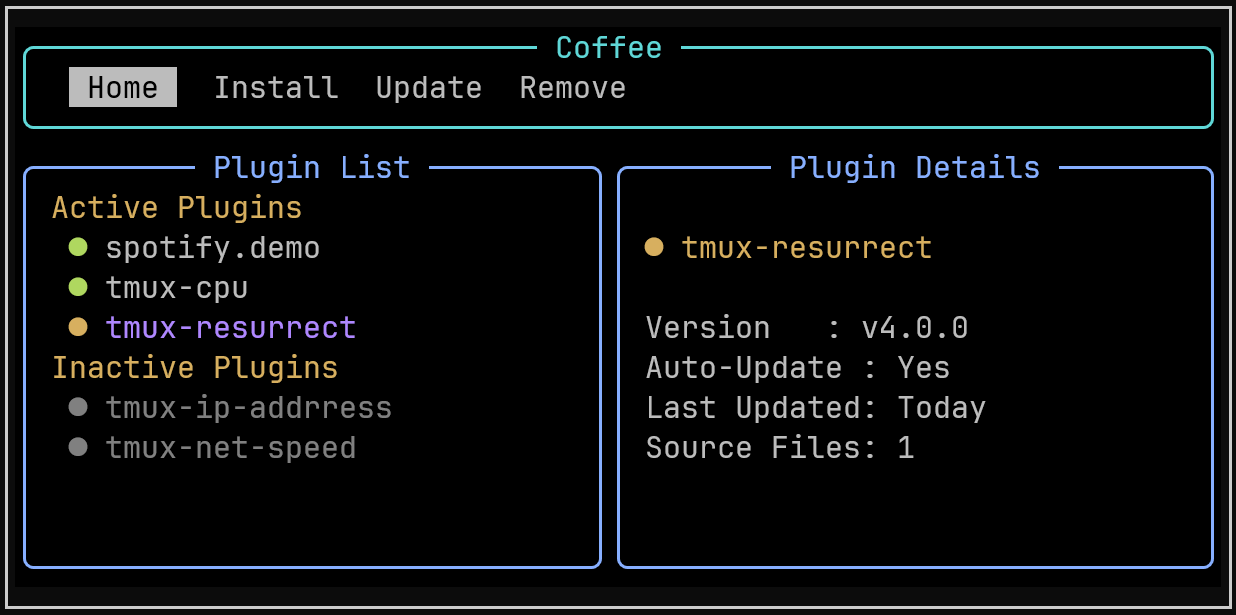 Coffee
Home Install Update Remove
Plugin List
Active Plugins
spotify.demo
tmux-cpu
tmux-resurrect
Inactive Plugins
tmux-ip-addrress
tmux-net-speed
Plugin Details
tmux-resurrect
Version : v4.0.0
Auto-Update : Yes
Last Updated: Today
Source Files: 1